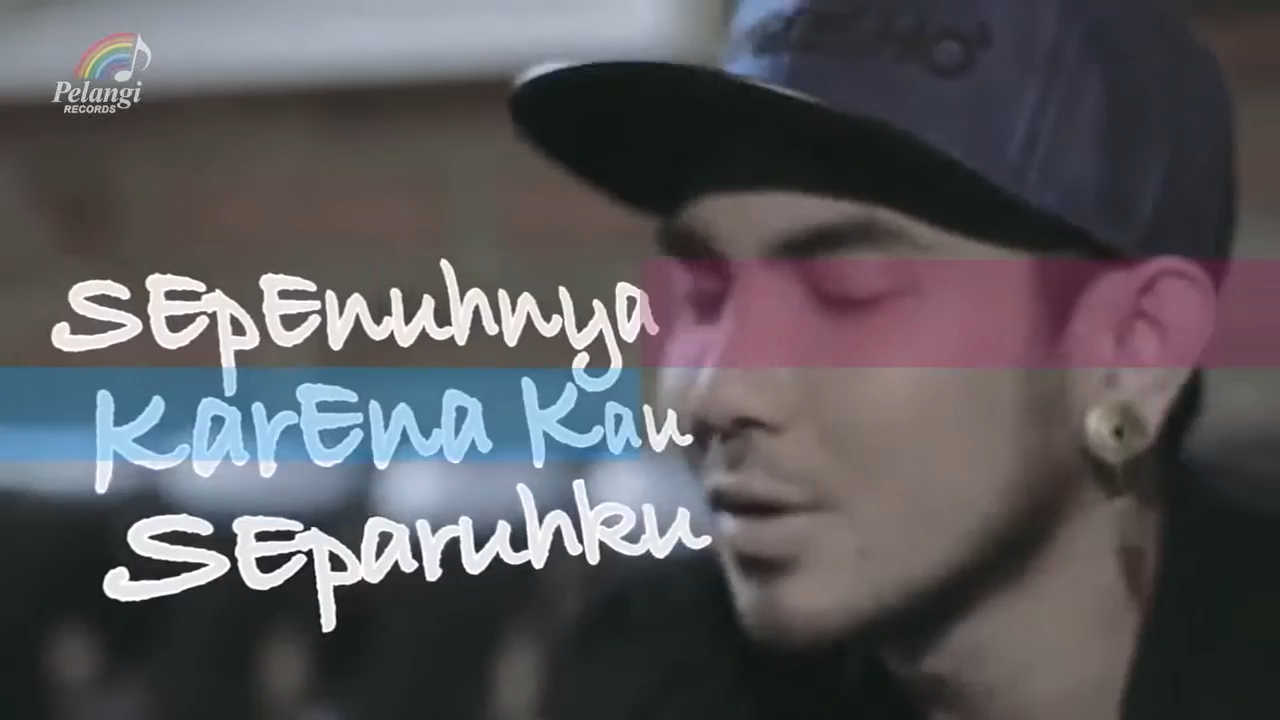 Pelangi
RECORDS
SEpEnuhnya
KarEna Kau
SEparuhku